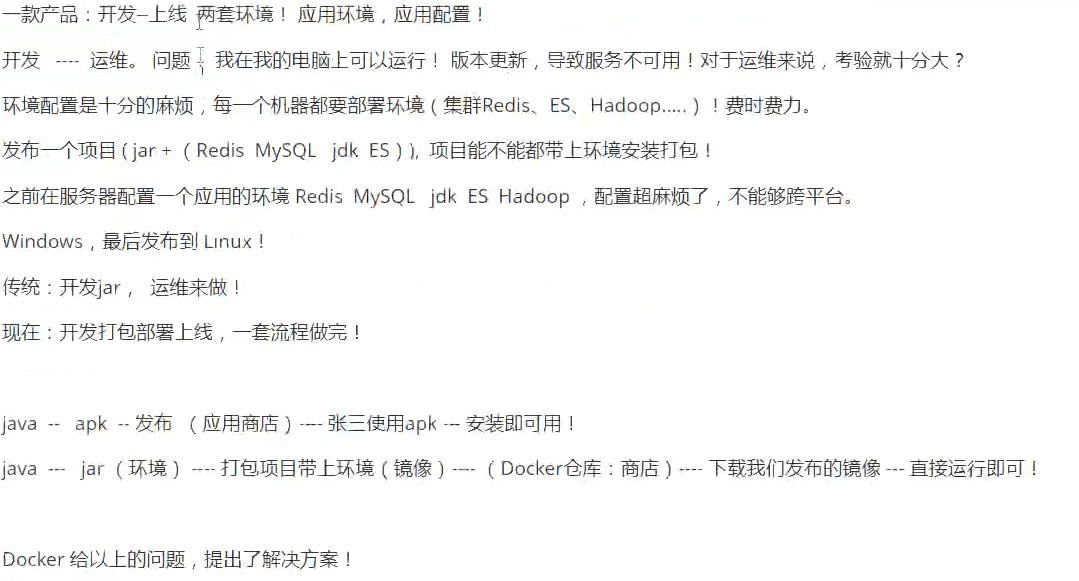 一款产品：开发–上线 两套环境！ 应用环境，应用配置！
开发 ---- 运维。 问题： 我在我的电脑上可以运行！ 版本更新，导致服务不可用！对于运维来说，考验就十分大？
环境配置是十分的麻烦，每一个机器都要部署环境（集群Redis、ES、Hadoop.....）！费时费力。
发布一个项目 ( jar + （ Redis MySQL jdk ES ) )，项目能不能都带上环境安装打包！
之前在服务器配置一个应用的环境 Redis MySQL jdk ES Hadoop ，配置超麻烦了，不能够跨平台。
Windows，最后发布到 Linux！
传统：开发jar， 运维来做！
现在：开发打包部署上线，一套流程做完！
java -- apk -- 发布 （ 应用商店 ）---- 张三使用apk --- 安装即可用！
java --- jar （ 环境 ） ---- 打包项目带上环境（ 镜像 ）---- （ Docker仓库：商店 ）---- 下载我们发布的镜像 --- 直接运行即可！
Docker 给以上的问题，提出了解决方案！